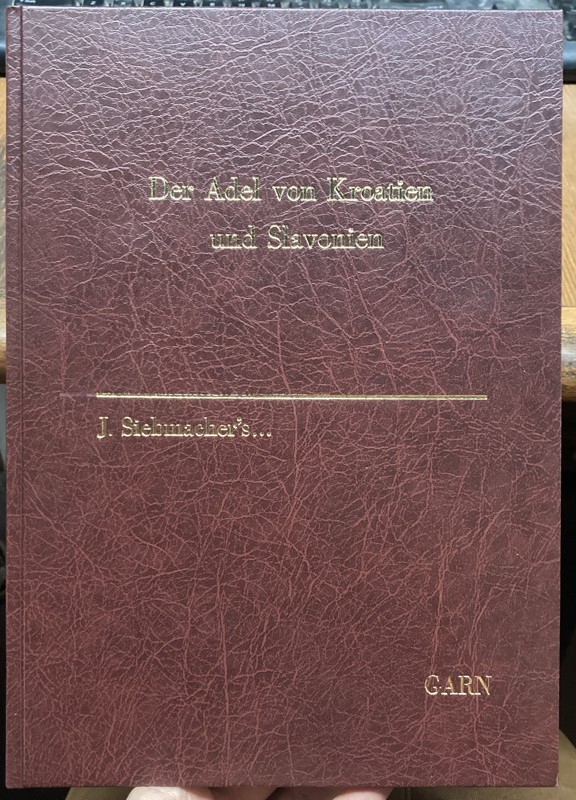 Der Adel von Kroatien
und Slavonien
J. Siebmacher's...
GARN